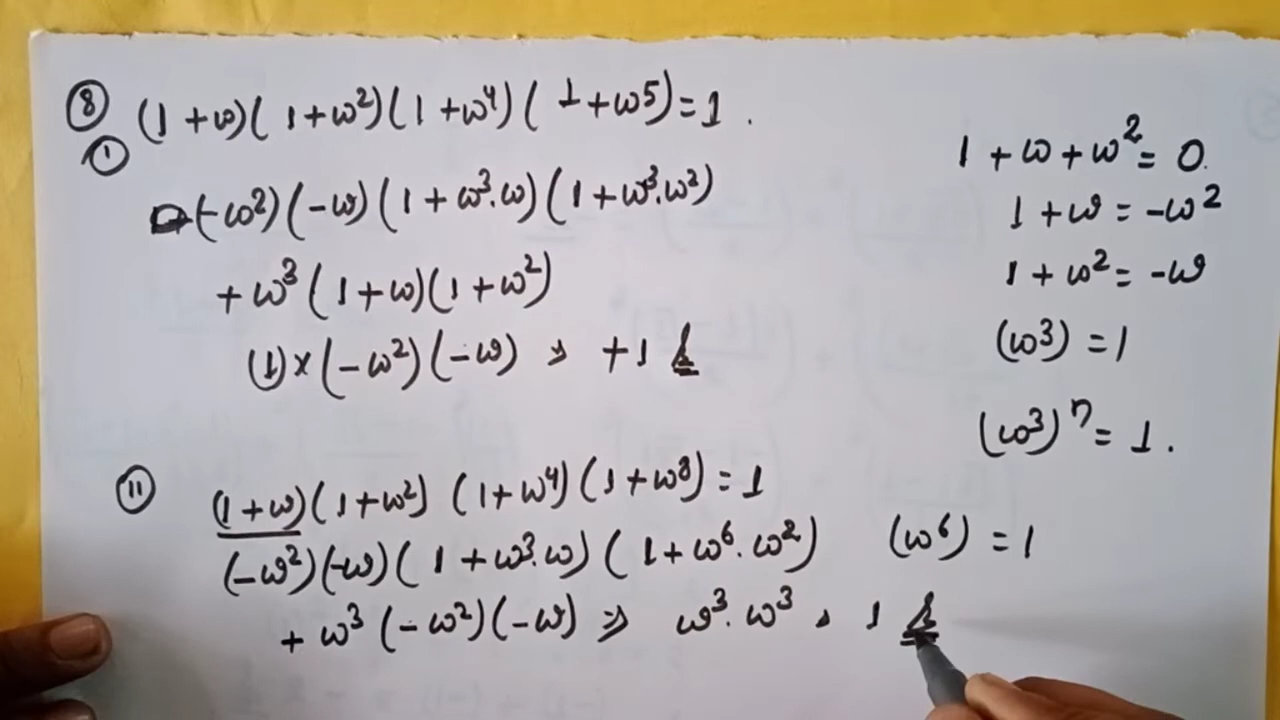 ⑧ (1 + ω)(1 + ω²)(1 + ω⁴)(1 + ω⁵) = 1.
① (-ω²)(-ω)(1 + ω³.ω)(1 + ω³.ω²)
+ ω³(1 + ω)(1 + ω²)
(1)×(-ω²)(-ω) ⇒ +1
1 + ω + ω² = 0.
1 + ω = -ω²
1 + ω² = -ω
(ω³) = 1
(ω³)ⁿ = 1.
⑪ (1+ω)(1+ω²)(1+ω⁴)(1+ω⁸) = 1
(-ω²)(-ω)(1 + ω³.ω)(1 + ω⁶.ω²)
(ω⁶) = 1
+ ω³(-ω²)(-ω) ⇒ ω³.ω³, 1